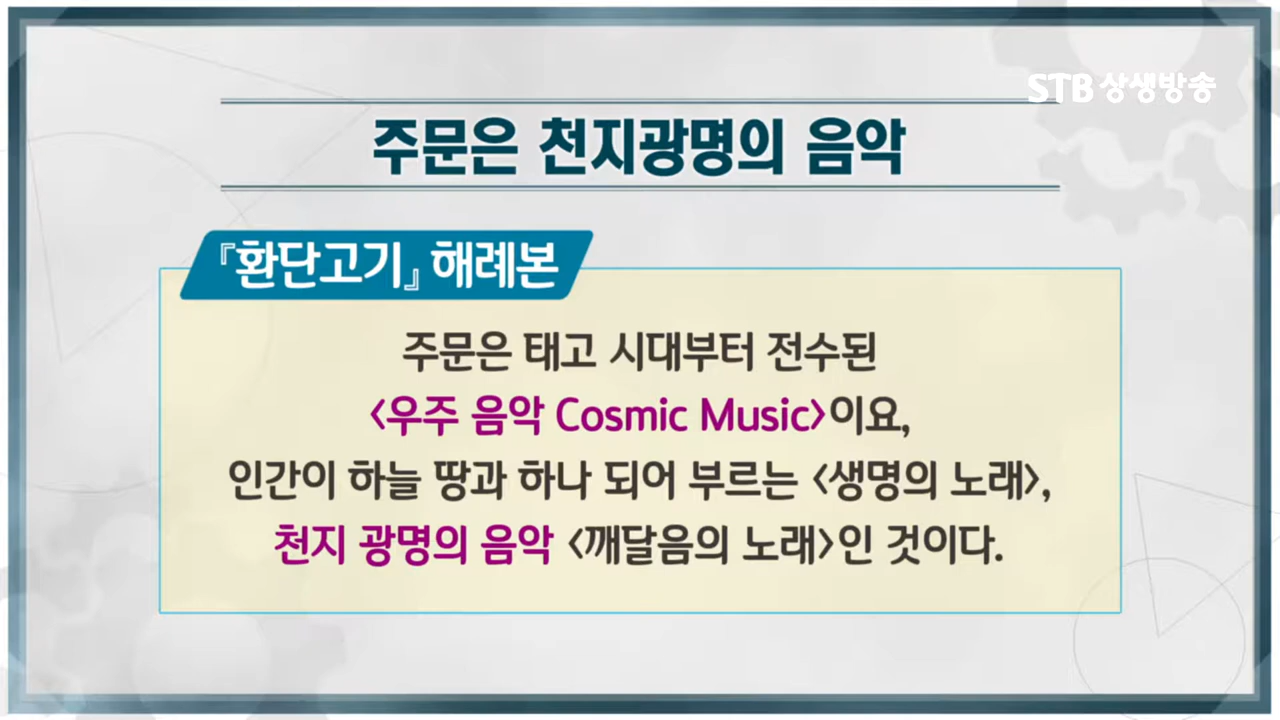 STB 상생방송
주문은 천지광명의 음악
『환단고기』 해례본
주문은 태고 시대부터 전수된
<우주 음악 Cosmic Music>이요,
인간이 하늘 땅과 하나 되어 부르는 <생명의 노래>,
천지 광명의 음악 <깨달음의 노래>인 것이다.